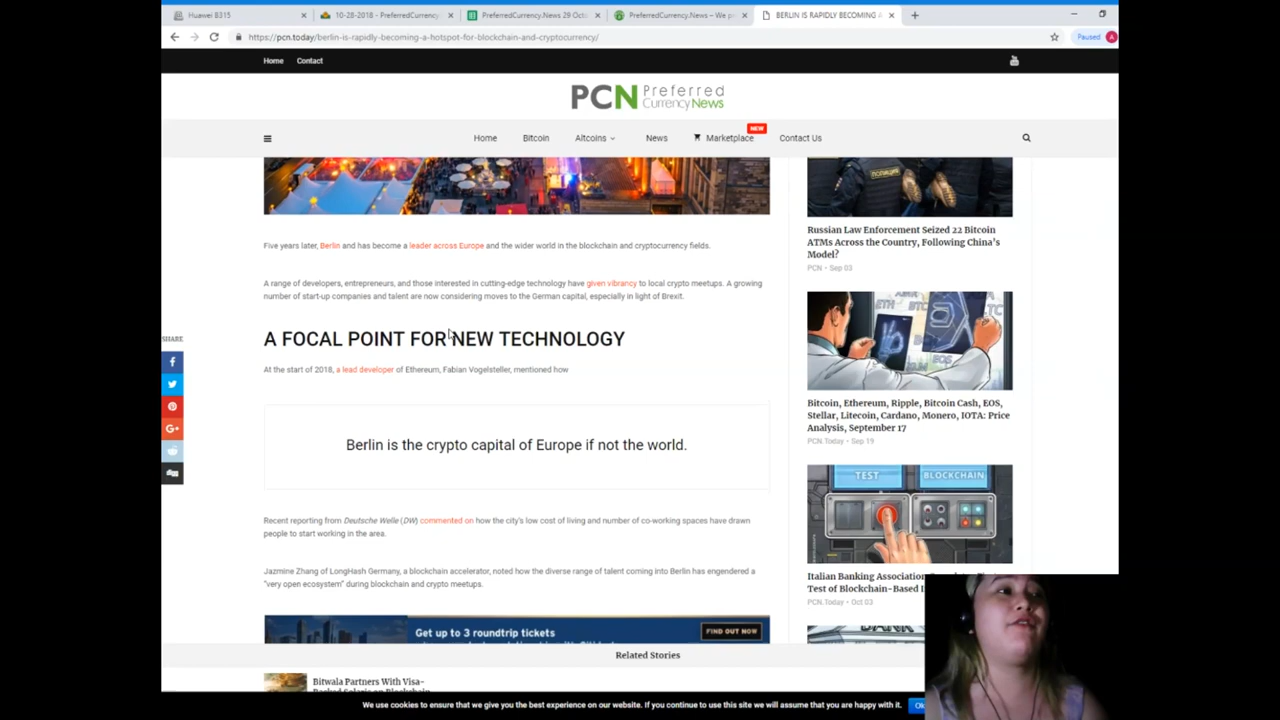 Huawei B315
10-28-2018 - PreferredCurrency
PreferredCurrency.News 29 Octo
PreferredCurrency.News – We p
BERLIN IS RAPIDLY BECOMING A
https://pcn.today/berlin-is-rapidly-becoming-a-hotspot-for-blockchain-and-cryptocurrency/
Paused
A
Home
Contact
PCN Preferred
Currency News
Home
Bitcoin
Altcoins
News
Marketplace
NEW
Contact Us
Five years later, Berlin and has become a leader across Europe and the wider world in the blockchain and cryptocurrency fields.
A range of developers, entrepreneurs, and those interested in cutting-edge technology have given vibrancy to local crypto meetups. A growing
number of start-up companies and talent are now considering moves to the German capital, especially in light of Brexit.
A FOCAL POINT FOR NEW TECHNOLOGY
At the start of 2018, a lead developer of Ethereum, Fabian Vogelsteller, mentioned how
Berlin is the crypto capital of Europe if not the world.
Recent reporting from Deutsche Welle (DW) commented on how the city's low cost of living and number of co-working spaces have drawn
people to start working in the area.
Jazmine Zhang of LongHash Germany, a blockchain accelerator, noted how the diverse range of talent coming into Berlin has engendered a
"very open ecosystem" during blockchain and crypto meetups.
Get up to 3 roundtrip tickets
FIND OUT NOW
SHARE
Russian Law Enforcement Seized 22 Bitcoin
ATMs Across the Country, Following China's
Model?
PCN • Sep 03
ETH
BTC
EOS
Bitcoin, Ethereum, Ripple, Bitcoin Cash, EOS,
Stellar, Litecoin, Cardano, Monero, IOTA: Price
Analysis, September 17
PCN.Today • Sep 19
TEST
BLOCKCHAIN
Italian Banking Association
Test of Blockchain-Based
PCN.Today • Oct 03
BANK
Related Stories
Bitwala Partners With Visa-
We use cookies to ensure that we give you the best experience on our website. If you continue to use this site we will assume that you are happy with it.
Ok